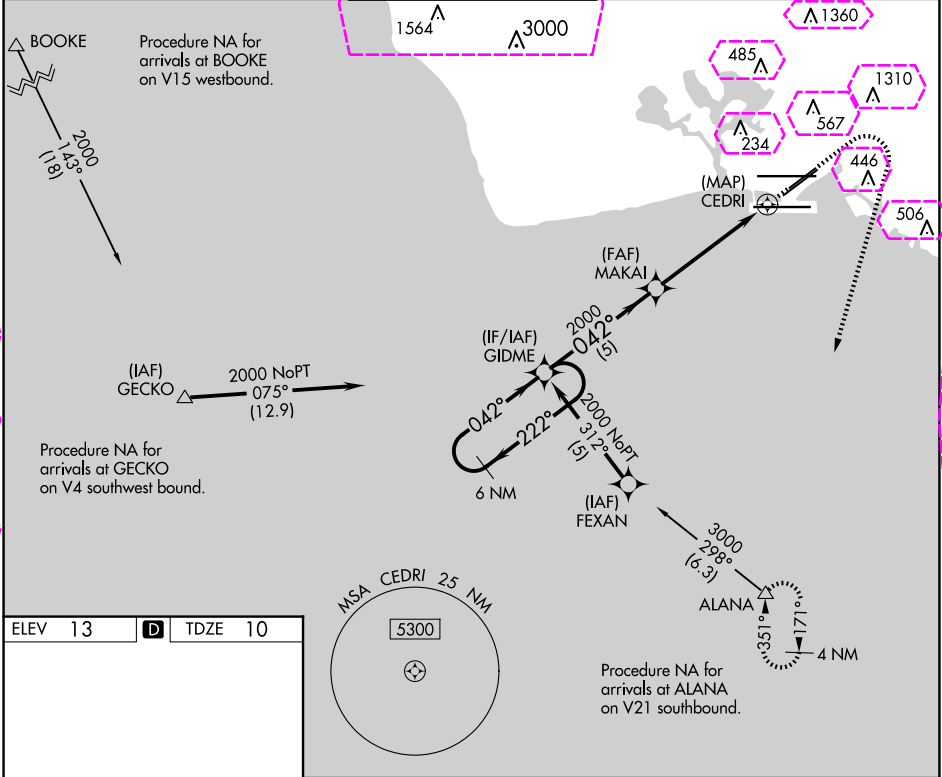 BOOKE
Procedure NA for
arrivals at BOOKE
on V15 westbound.
1564
3000
1360
485
1310
567
234
446
506
2000
143°
(18)
(MAP)
CEDRI
(FAF)
MAKAI
2000
042°
(5)
(IF/IAF)
GIDME
(IAF)
GECKO
2000 NoPT
075°
(12.9)
042°
222°
6 NM
2000 NoPT
312°
(5)
(IAF)
FEXAN
Procedure NA for
arrivals at GECKO
on V4 southwest bound.
3000
298°
(6.3)
ALANA
351°
171°
4 NM
MSA CEDRI 25 NM
5300
ELEV 13 D TDZE 10
Procedure NA for
arrivals at ALANA
on V21 southbound.